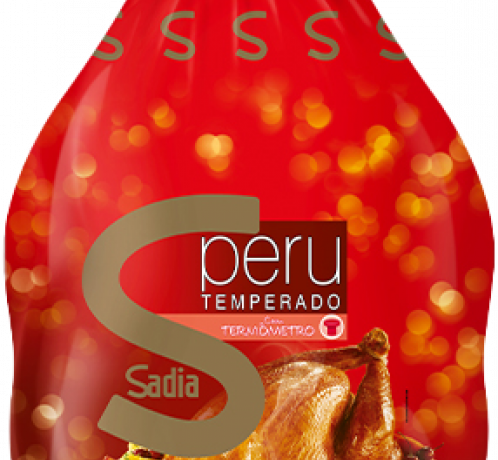 S S S S S
S
peru
TEMPERADO
Com
TERMÔMETRO
Sadia